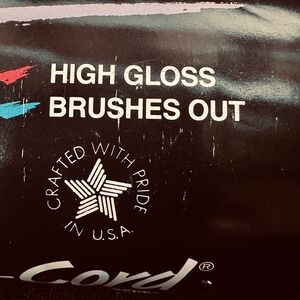 HIGH GLOSS
BRUSHES OUT
CRAFTED WITH PRIDE
IN U.S.A.
-Cord®